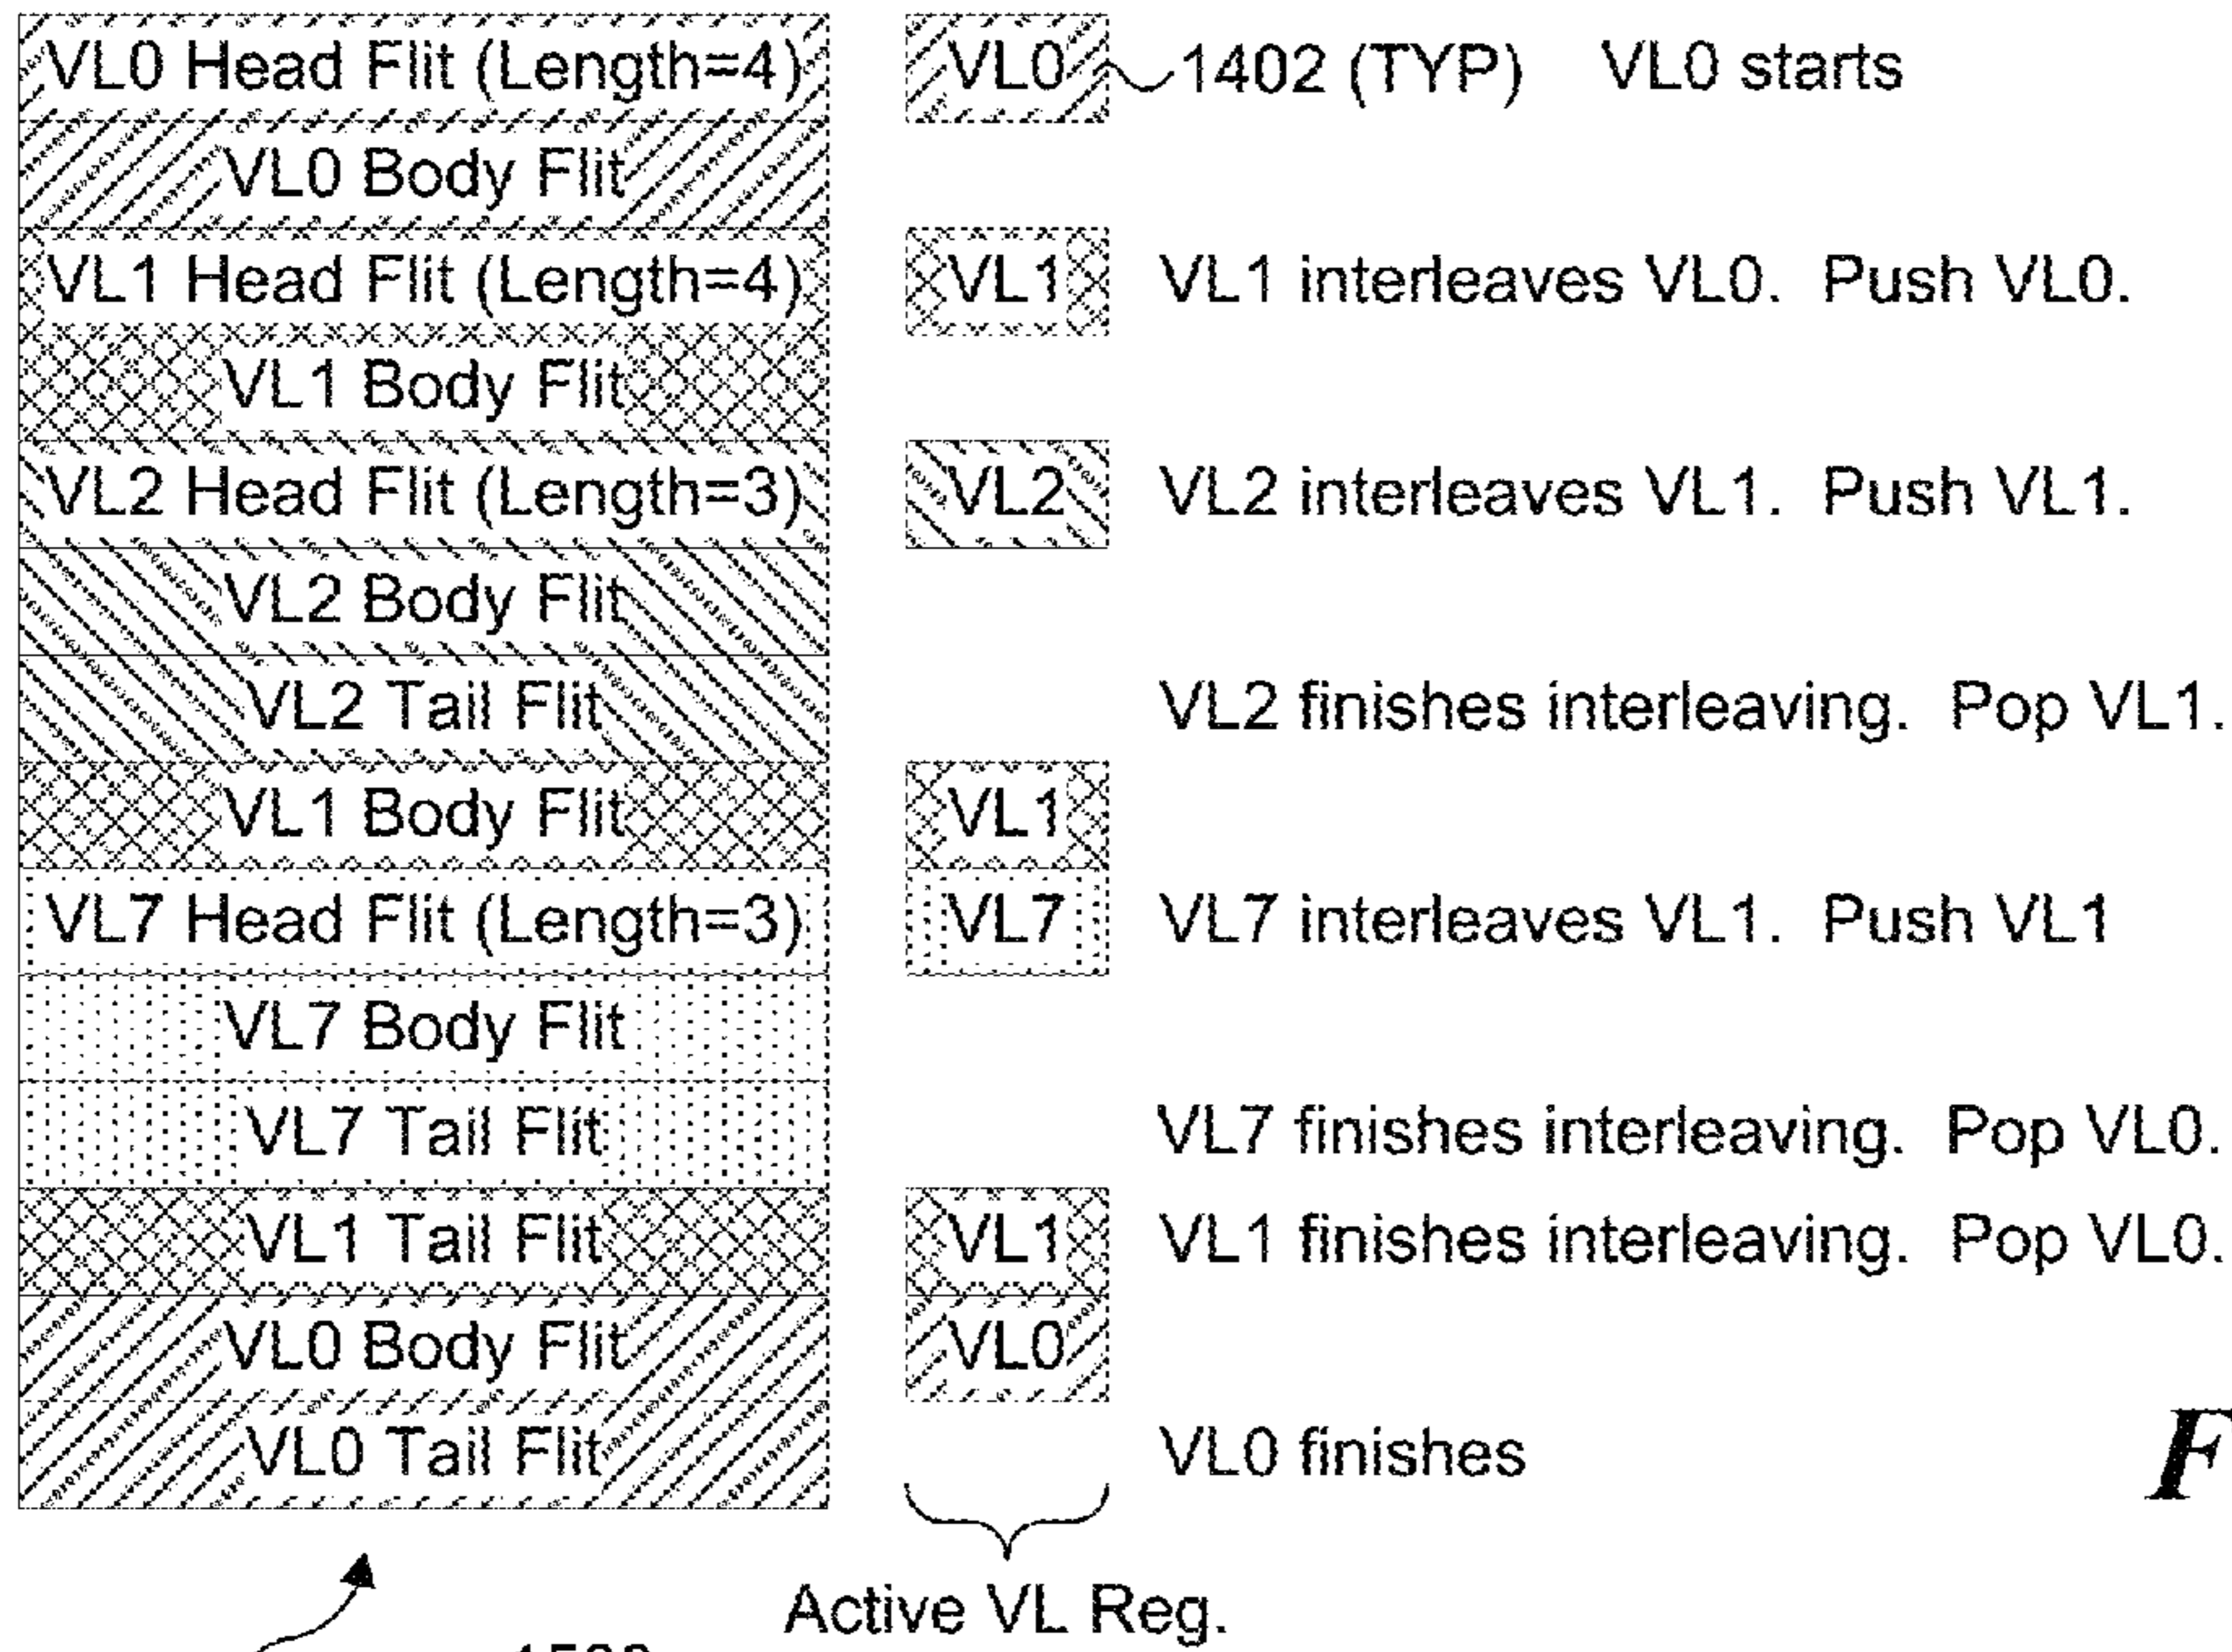 VL0 Head Flit (Length=4) VL0 1402 (TYP) VL0 starts
VL0 Body Flit
VL1 Head Flit (Length=4) VL1 VL1 interleaves VL0. Push VL0.
VL1 Body Flit
VL2 Head Flit (Length=3) VL2 VL2 interleaves VL1. Push VL1.
VL2 Body Flit
VL2 Tail Flit VL2 finishes interleaving. Pop VL1.
VL1 Body Flit VL1
VL7 Head Flit (Length=3) VL7 VL7 interleaves VL1. Push VL1
VL7 Body Flit
VL7 Tail Flit VL7 finishes interleaving. Pop VL0.
VL1 Tail Flit VL1 VL1 finishes interleaving. Pop VL0.
VL0 Body Flit VL0
VL0 Tail Flit VL0 finishes
F
Active VL Reg.